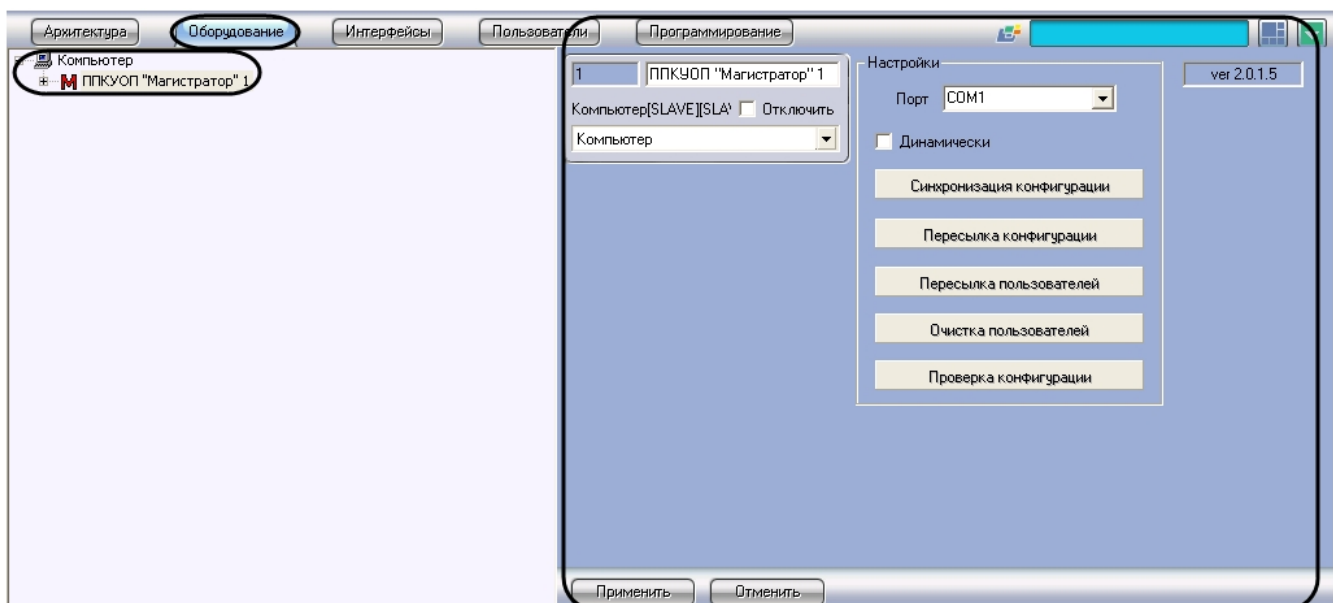 Архитектура Оборудование Интерфейсы Пользователи Программирование
Компьютер
ППКУОП "Магистратор" 1
1 ППКУОП "Магистратор" 1
Компьютер[SLAVE][SLA Отключить
Компьютер
Настройки
Порт COM1
Динамически
Синхронизация конфигурации
Пересылка конфигурации
Пересылка пользователей
Очистка пользователей
Проверка конфигурации
ver 2.0.1.5
Применить Отменить